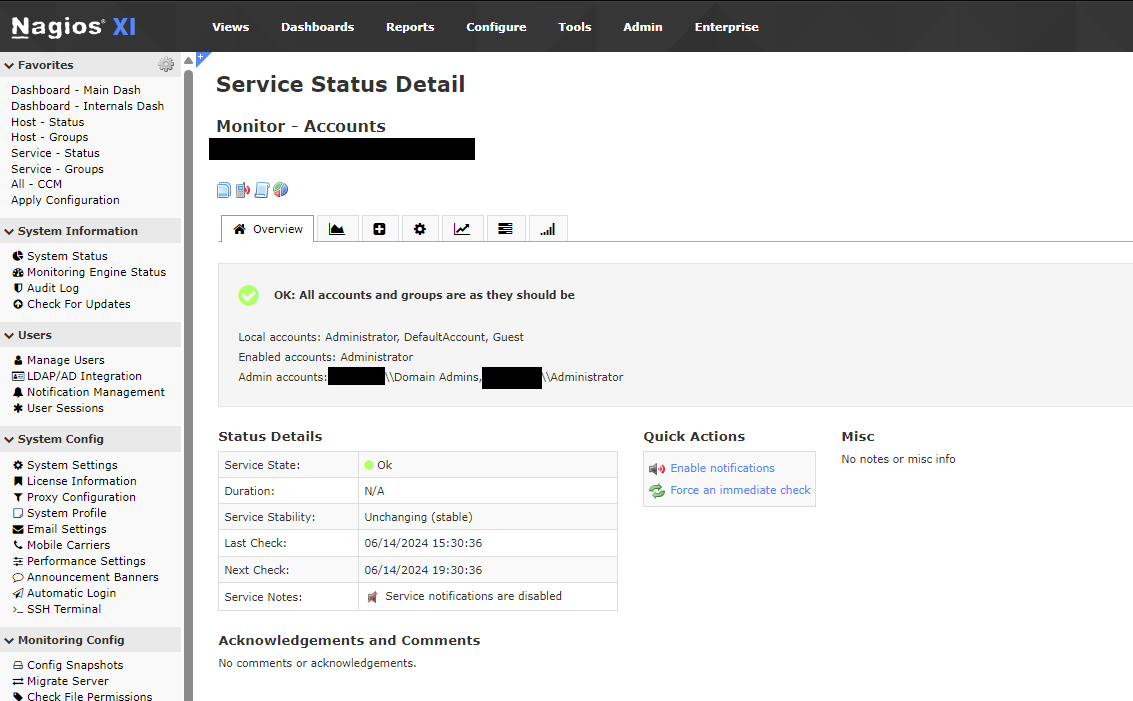 Nagios® XI
Views Dashboards Reports Configure Tools Admin Enterprise
Favorites
Dashboard - Main Dash
Dashboard - Internals Dash
Host - Status
Host - Groups
Service - Status
Service - Groups
All - CCM
Apply Configuration
System Information
System Status
Monitoring Engine Status
Audit Log
Check For Updates
Users
Manage Users
LDAP/AD Integration
Notification Management
User Sessions
System Config
System Settings
License Information
Proxy Configuration
System Profile
Email Settings
Mobile Carriers
Performance Settings
Announcement Banners
Automatic Login
SSH Terminal
Monitoring Config
Config Snapshots
Migrate Server
Check File Permissions
Service Status Detail
Monitor - Accounts
Overview
OK: All accounts and groups are as they should be
Local accounts: Administrator, DefaultAccount, Guest
Enabled accounts: Administrator
Admin accounts: \\Domain Admins, \\Administrator
Status Details
Service State: Ok
Duration: N/A
Service Stability: Unchanging (stable)
Last Check: 06/14/2024 15:30:36
Next Check: 06/14/2024 19:30:36
Service Notes: Service notifications are disabled
Quick Actions
Enable notifications
Force an immediate check
Misc
No notes or misc info
Acknowledgements and Comments
No comments or acknowledgements.